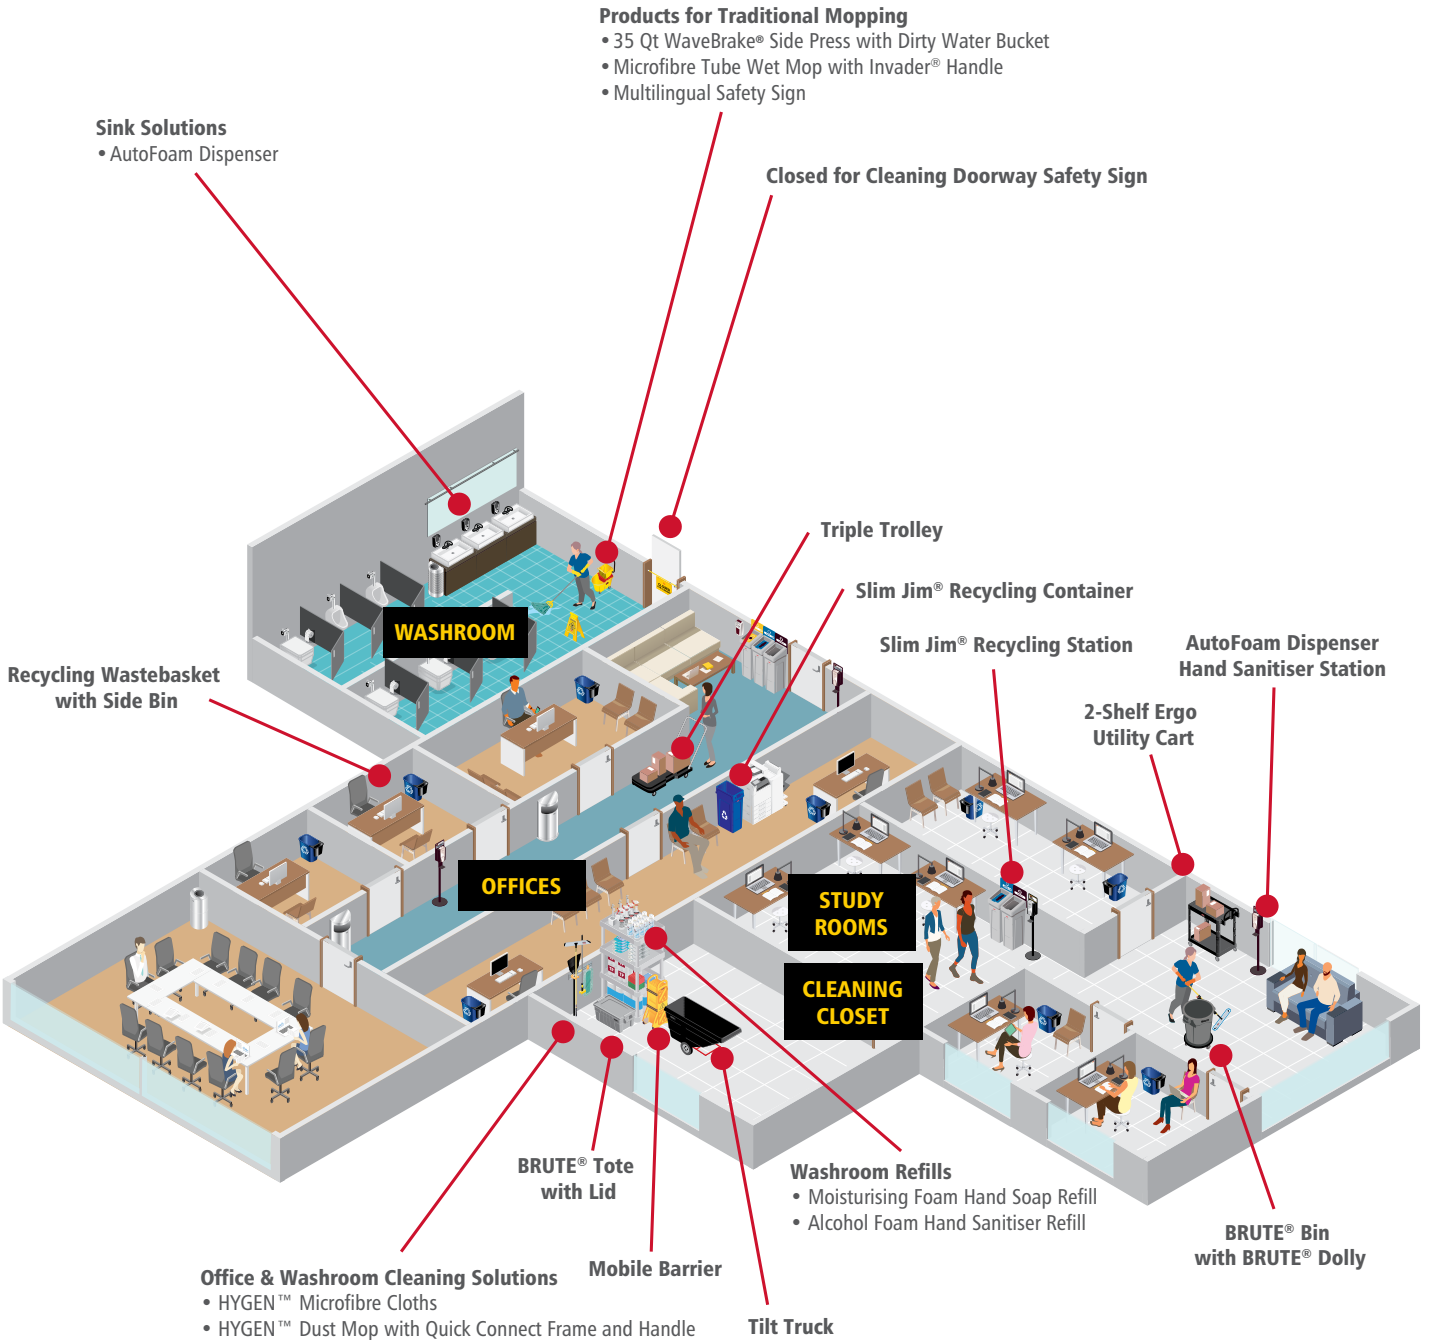 Products for Traditional Mopping
• 35 Qt WaveBrake® Side Press with Dirty Water Bucket
• Microfibre Tube Wet Mop with Invader® Handle
• Multilingual Safety Sign
Sink Solutions
• AutoFoam Dispenser
Closed for Cleaning Doorway Safety Sign
Triple Trolley
Slim Jim® Recycling Container
Slim Jim® Recycling Station
AutoFoam Dispenser
Hand Sanitiser Station
2-Shelf Ergo
Utility Cart
Recycling Wastebasket
with Side Bin
WASHROOM
OFFICES
STUDY
ROOMS
CLEANING
CLOSET
BRUTE® Tote
with Lid
Washroom Refills
• Moisturising Foam Hand Soap Refill
• Alcohol Foam Hand Sanitiser Refill
BRUTE® Bin
with BRUTE® Dolly
Office & Washroom Cleaning Solutions
• HYGEN™ Microfibre Cloths
• HYGEN™ Dust Mop with Quick Connect Frame and Handle
Mobile Barrier
Tilt Truck